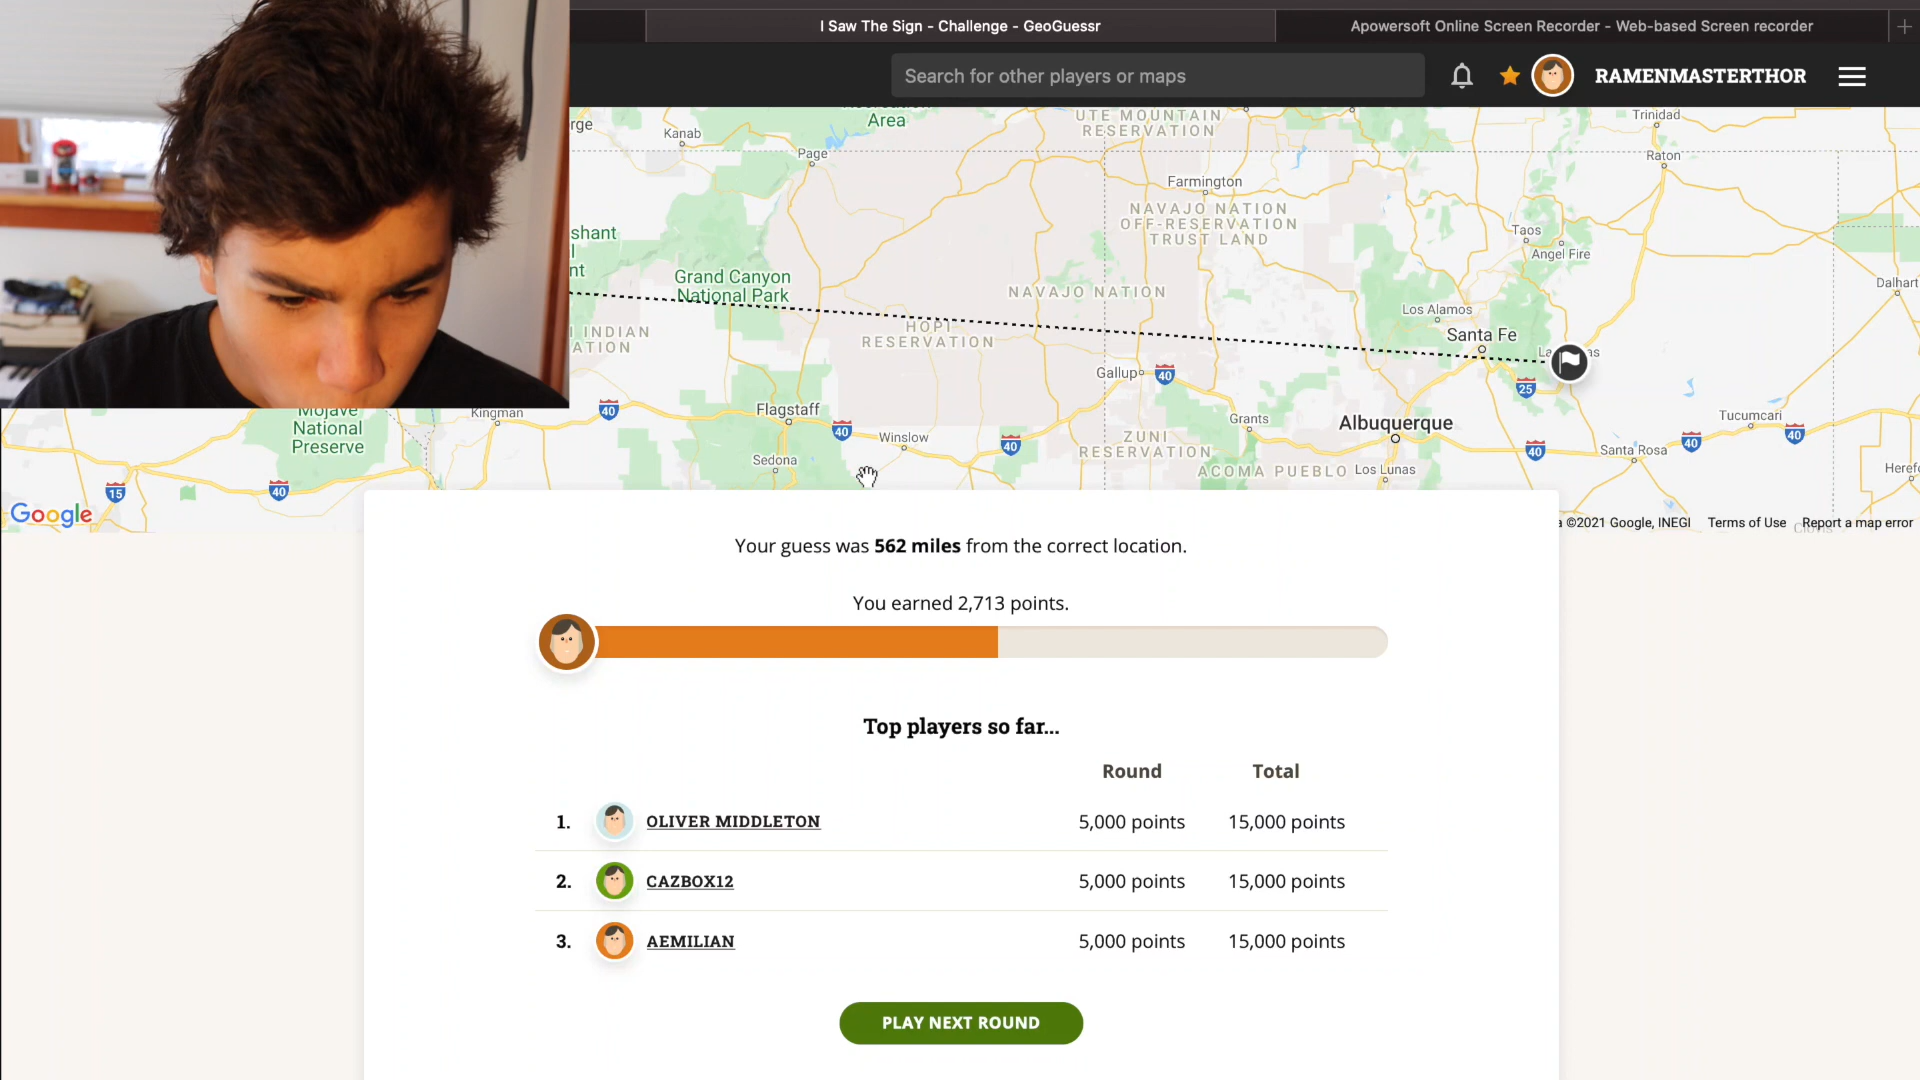 I Saw The Sign - Challenge - GeoGuessr
Apowersoft Online Screen Recorder - Web-based Screen recorder
Search for other players or maps
RAMENMASTERTHOR
Area
UTE MOUNTAIN
RESERVATION
Trinidad
rge
Kanab
Page
Raton
Farmington
NAVAJO NATION
OFF-RESERVATION
TRUST LAND
shant
l
nt
Taos
Angel Fire
Grand Canyon
National Park
NAVAJO NATION
Dalhart
Los Alamos
I INDIAN
ATION
HOPI
RESERVATION
Santa Fe
Gallup
40
25
Mojave
National
Preserve
Kingman
40
Flagstaff
40
Winslow
40
ZUNI
RESERVATION
Grants
Albuquerque
Tucumcari
40
40
Sedona
ACOMA PUEBLO
Los Lunas
40
Santa Rosa
Heref
15
40
Google
©2021 Google, INEGI
Terms of Use
Report a map error
Your guess was 562 miles from the correct location.
You earned 2,713 points.
Top players so far...
Round Total
1. OLIVER MIDDLETON 5,000 points 15,000 points
2. CAZBOX12 5,000 points 15,000 points
3. AEMILIAN 5,000 points 15,000 points
PLAY NEXT ROUND